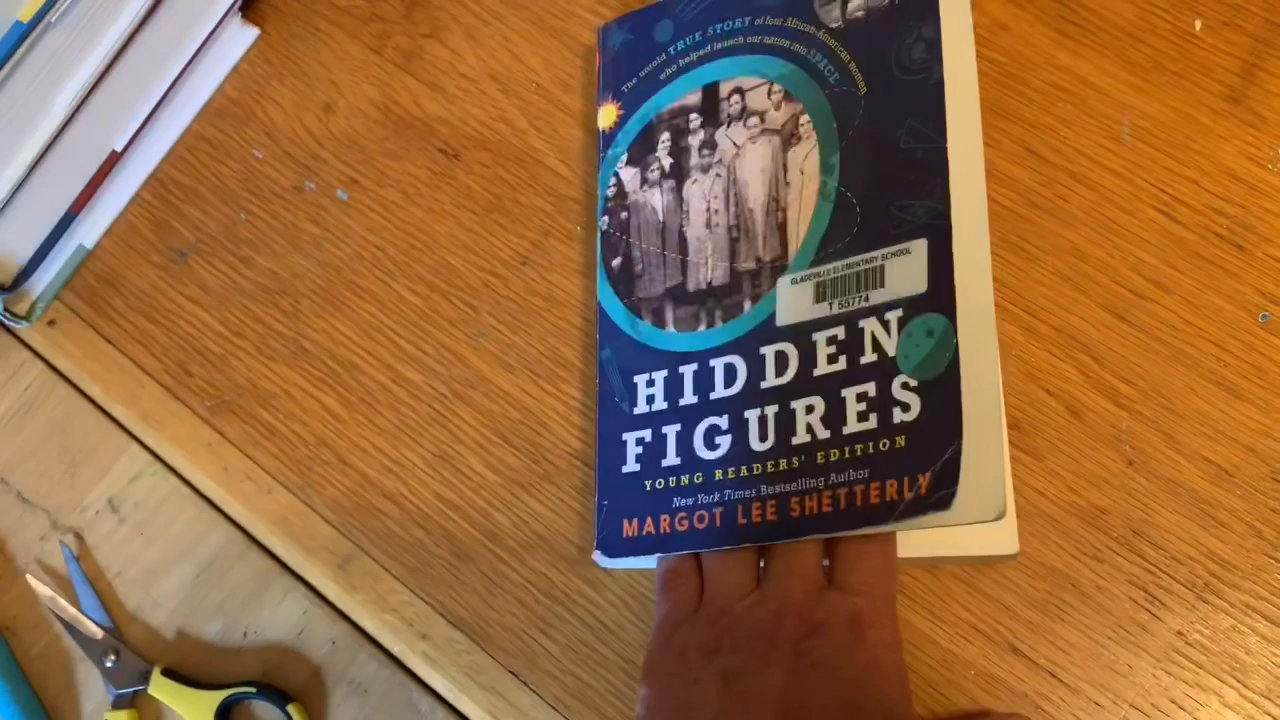 The untold TRUE STORY of four African-American women
who helped launch our nation into SPACE
GLADEVILLE ELEMENTARY SCHOOL
T 55774
HIDDEN
FIGURES
YOUNG READERS' EDITION
New York Times Bestselling Author
MARGOT LEE SHETTERLY